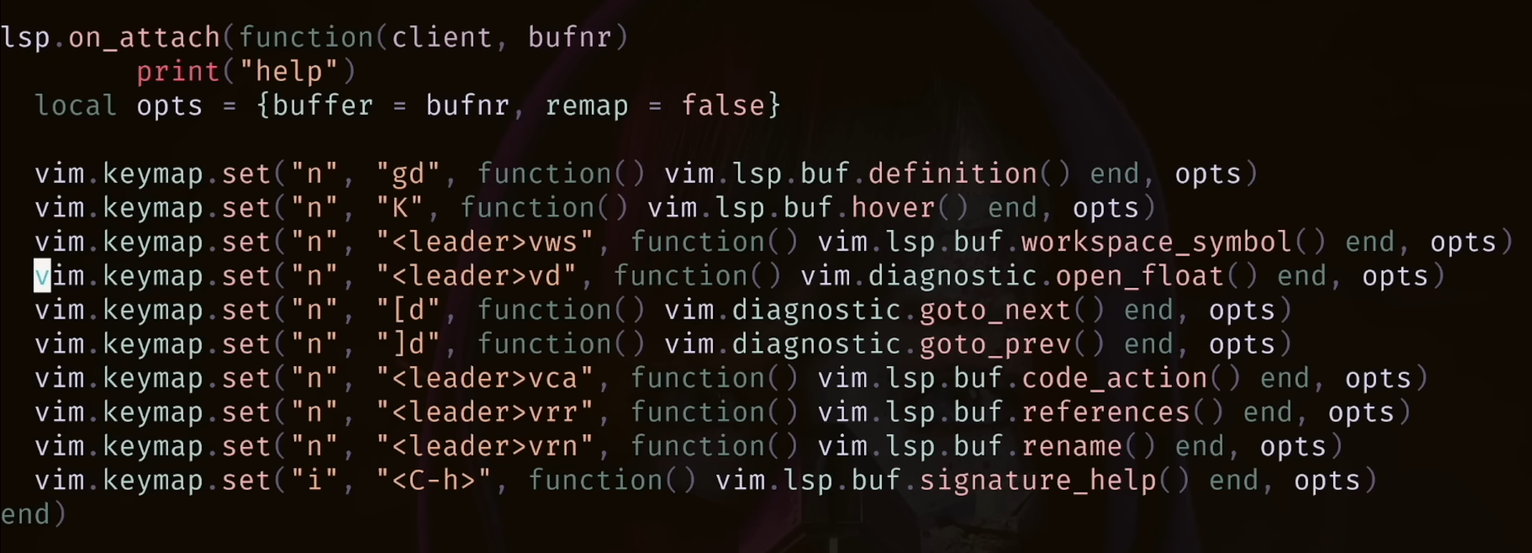 lsp.on_attach(function(client, bufnr)
        print("help")
  local opts = {buffer = bufnr, remap = false}

  vim.keymap.set("n", "gd", function() vim.lsp.buf.definition() end, opts)
  vim.keymap.set("n", "K", function() vim.lsp.buf.hover() end, opts)
  vim.keymap.set("n", "<leader>vws", function() vim.lsp.buf.workspace_symbol() end, opts)
  vim.keymap.set("n", "<leader>vd", function() vim.diagnostic.open_float() end, opts)
  vim.keymap.set("n", "[d", function() vim.diagnostic.goto_next() end, opts)
  vim.keymap.set("n", "]d", function() vim.diagnostic.goto_prev() end, opts)
  vim.keymap.set("n", "<leader>vca", function() vim.lsp.buf.code_action() end, opts)
  vim.keymap.set("n", "<leader>vrr", function() vim.lsp.buf.references() end, opts)
  vim.keymap.set("n", "<leader>vrn", function() vim.lsp.buf.rename() end, opts)
  vim.keymap.set("i", "<C-h>", function() vim.lsp.buf.signature_help() end, opts)
end)